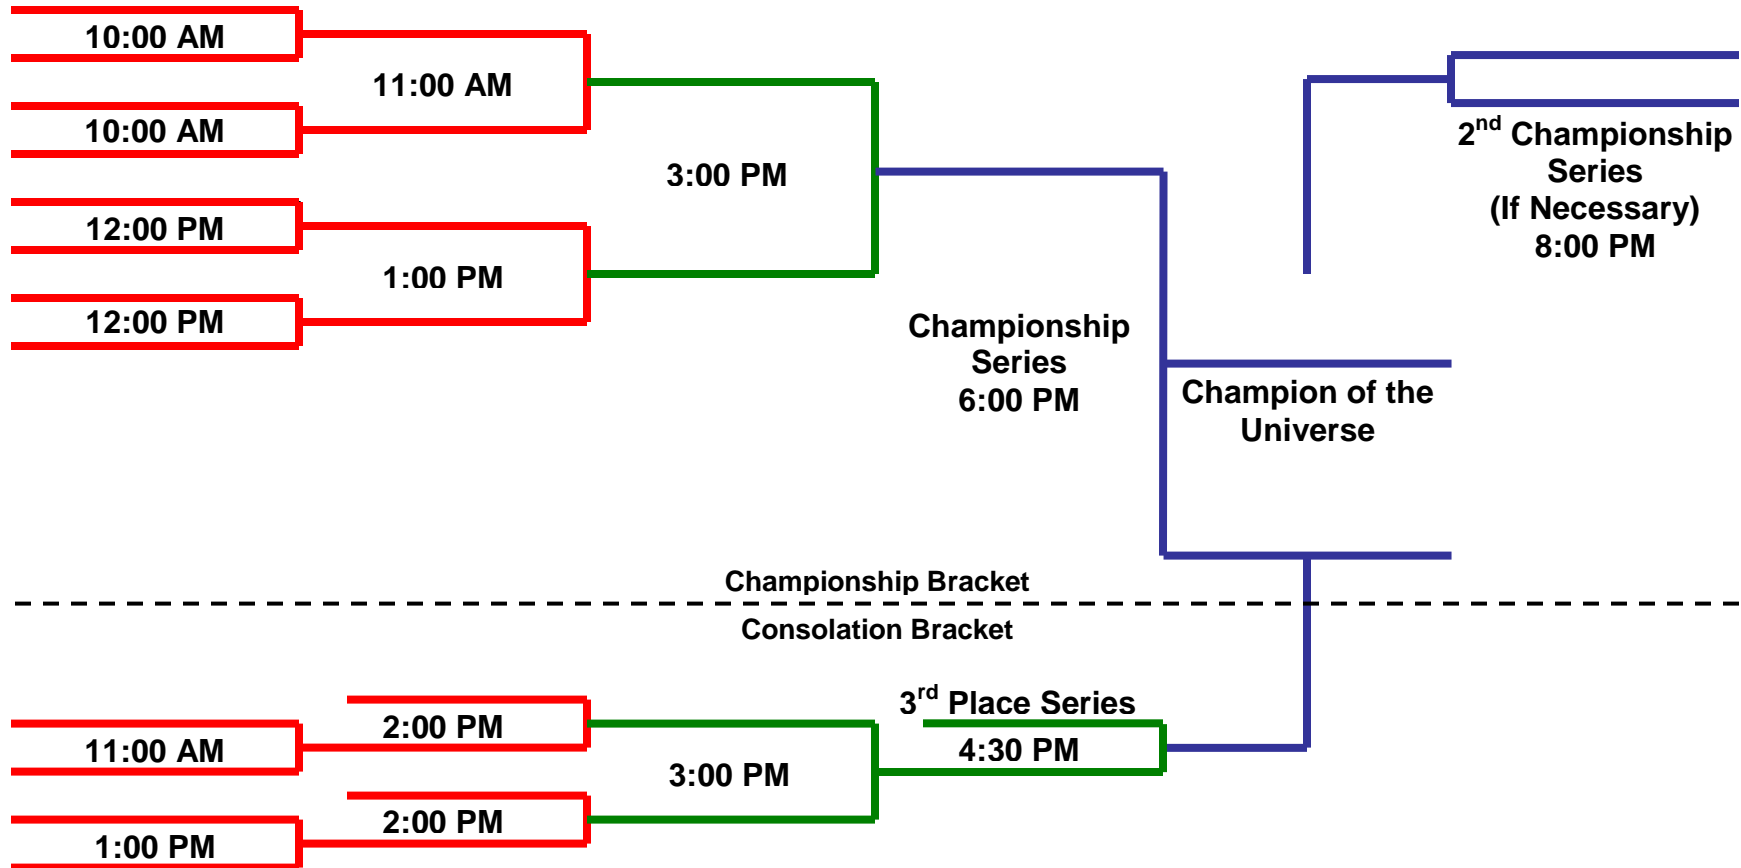 10:00 AM
11:00 AM
10:00 AM
3:00 PM
12:00 PM
1:00 PM
12:00 PM
Championship
Series
6:00 PM
Champion of the
Universe
2nd Championship
Series
(If Necessary)
8:00 PM
Championship Bracket
Consolation Bracket
3rd Place Series
2:00 PM
11:00 AM
4:30 PM
3:00 PM
2:00 PM
1:00 PM